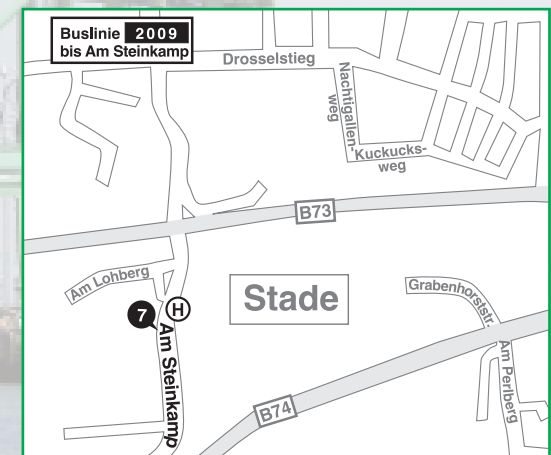 Buslinie 2009
bis Am Steinkamp
Drosselstieg
Nachtigallen-
weg
Kuckucks-
weg
B73
Am Lohberg
Stade
Grabenhorststr.
7
H
Am Steinkamp
Am Perlberg
B74